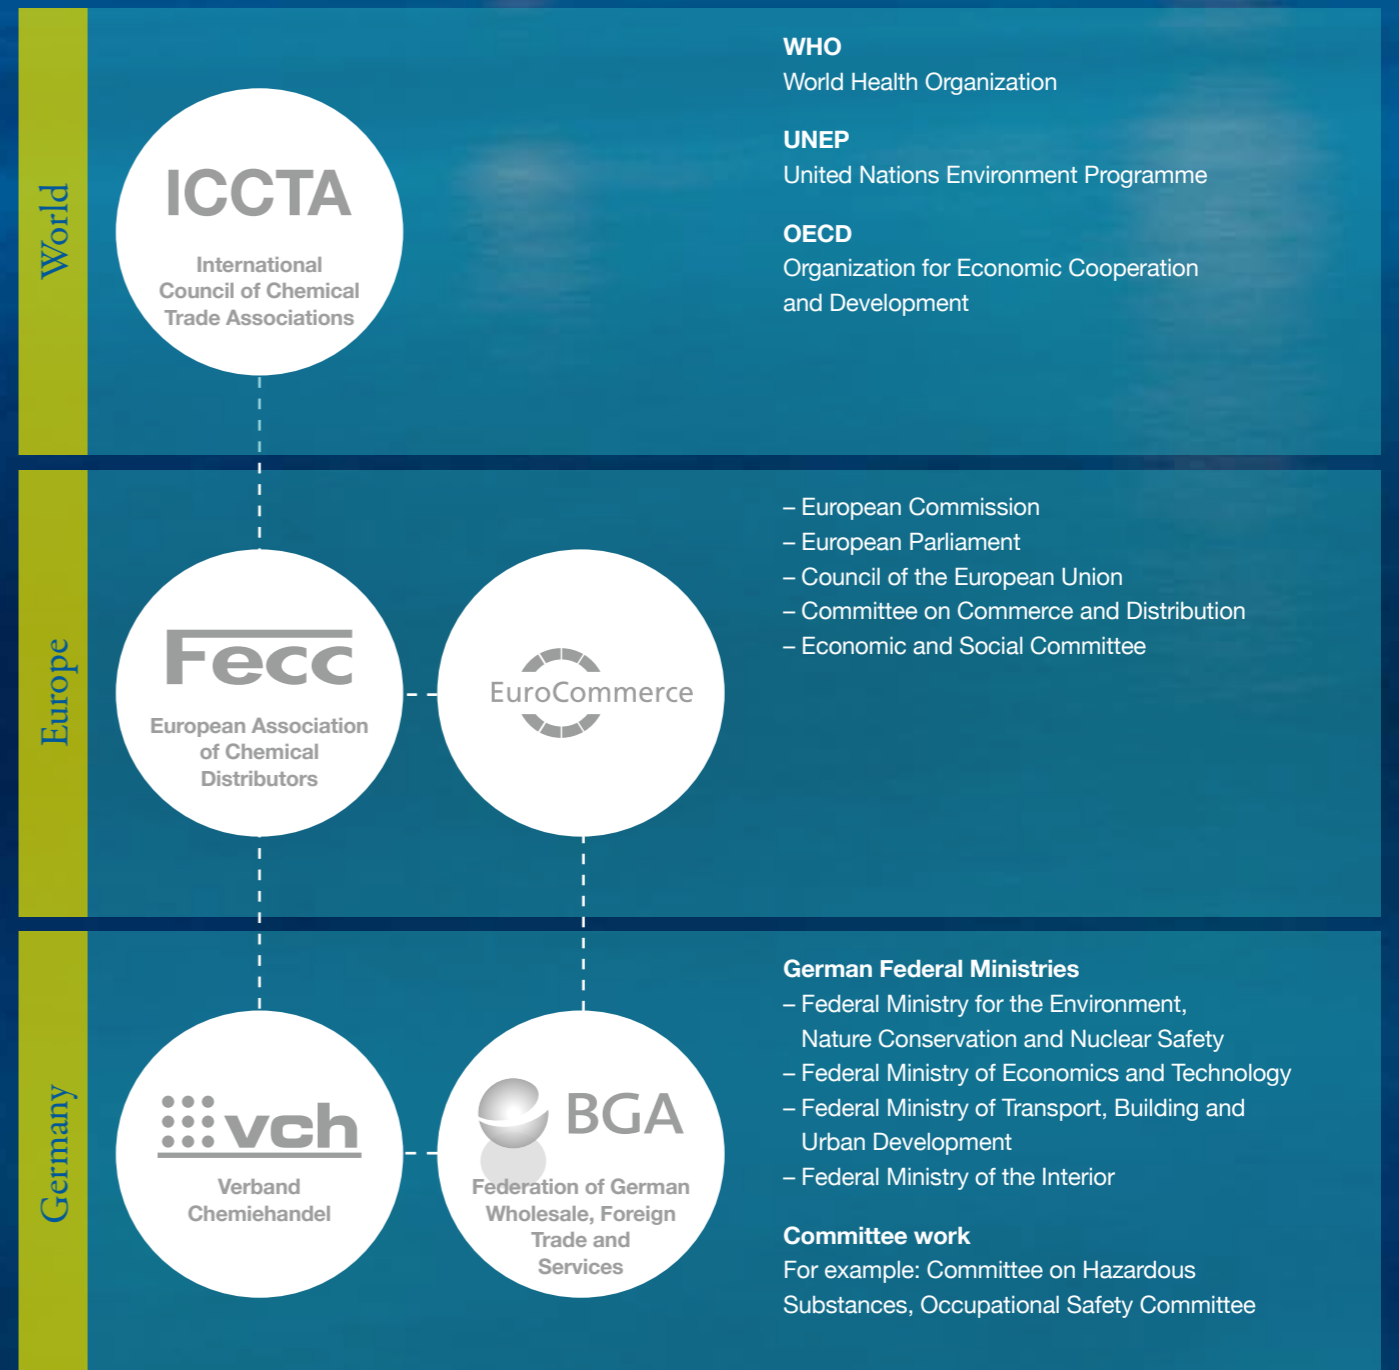 World
ICCTA
International
Council of Chemical
Trade Associations
WHO
World Health Organization
UNEP
United Nations Environment Programme
OECD
Organization for Economic Cooperation
and Development
Europe
Fecc
European Association
of Chemical
Distributors
EuroCommerce
– European Commission
– European Parliament
– Council of the European Union
– Committee on Commerce and Distribution
– Economic and Social Committee
Germany
vch
Verband
Chemiehandel
BGA
Federation of German
Wholesale, Foreign
Trade and
Services
German Federal Ministries
– Federal Ministry for the Environment,
Nature Conservation and Nuclear Safety
– Federal Ministry of Economics and Technology
– Federal Ministry of Transport, Building and
Urban Development
– Federal Ministry of the Interior
Committee work
For example: Committee on Hazardous
Substances, Occupational Safety Committee